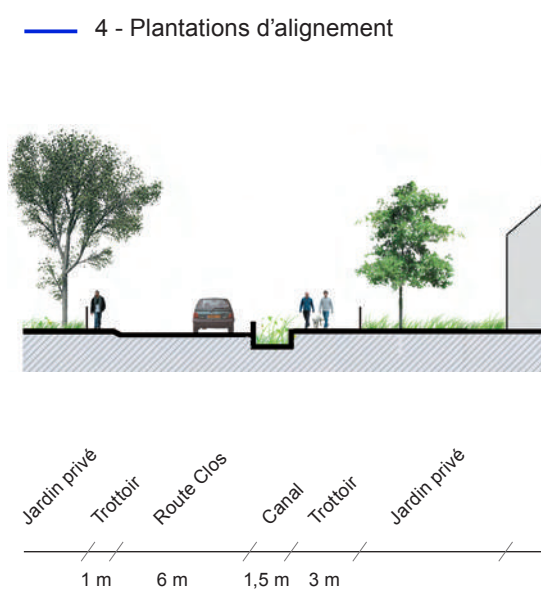 4 - Plantations d'alignement
Jardin privé
Trottoir
Route Clos
Canal
Trottoir
Jardin privé
1 m
6 m
1,5 m
3 m